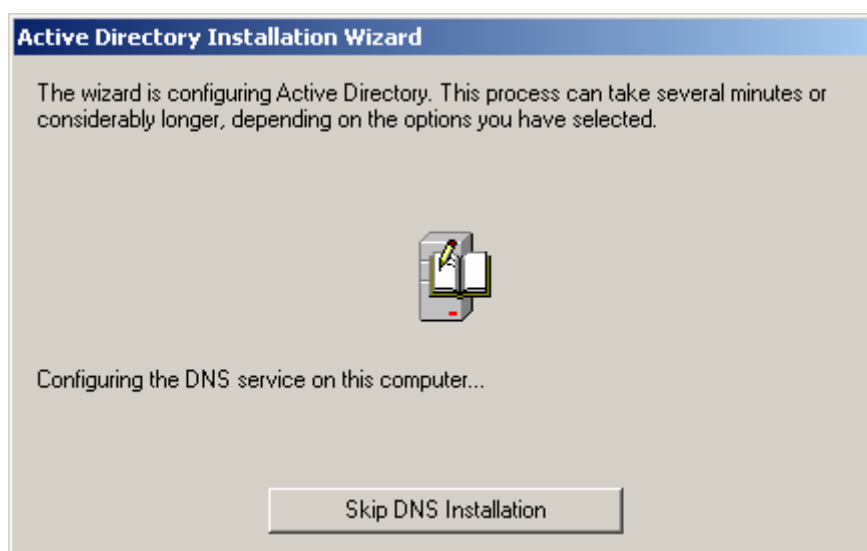 Active Directory Installation Wizard
The wizard is configuring Active Directory. This process can take several minutes or
considerably longer, depending on the options you have selected.
Configuring the DNS service on this computer...
Skip DNS Installation